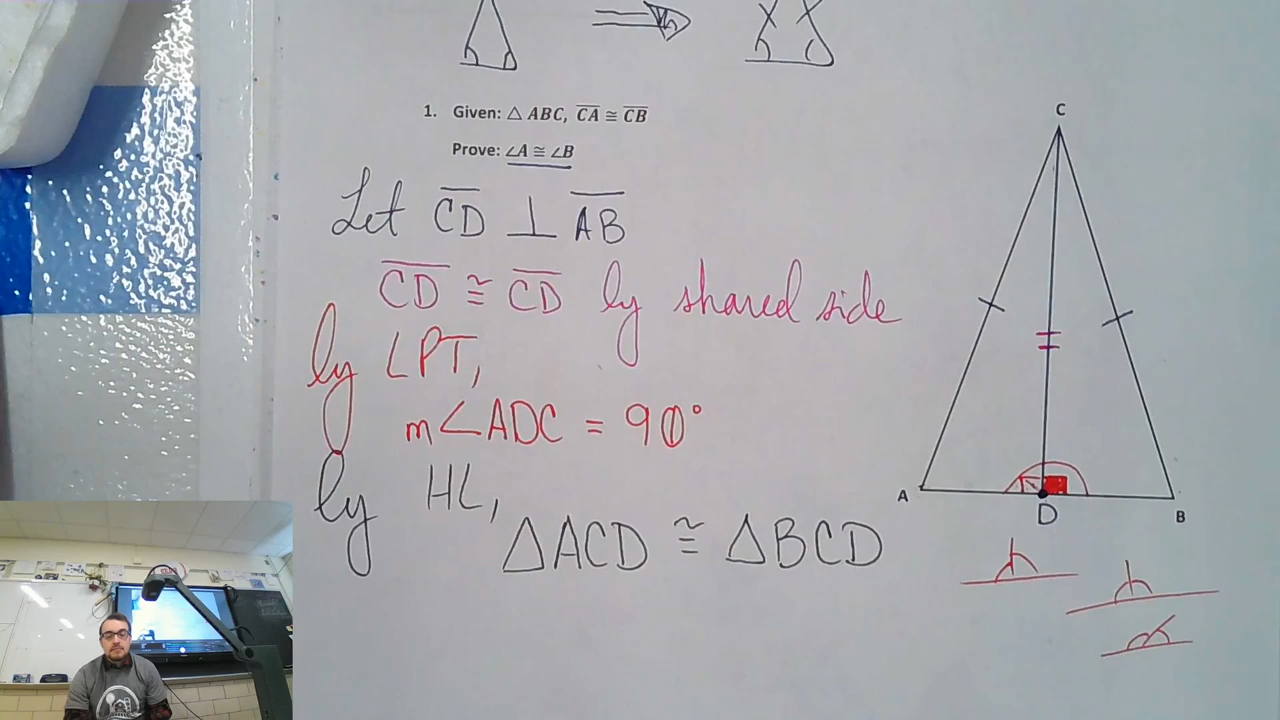 1. Given: △ ABC, CA ≅ CB
Prove: ∠A ≅ ∠B
Let CD ⊥ AB
CD ≅ CD by shared side
by ∠PT,
m∠ADC = 90°
by HL,
△ACD ≅ △BCD
C
A
D
B